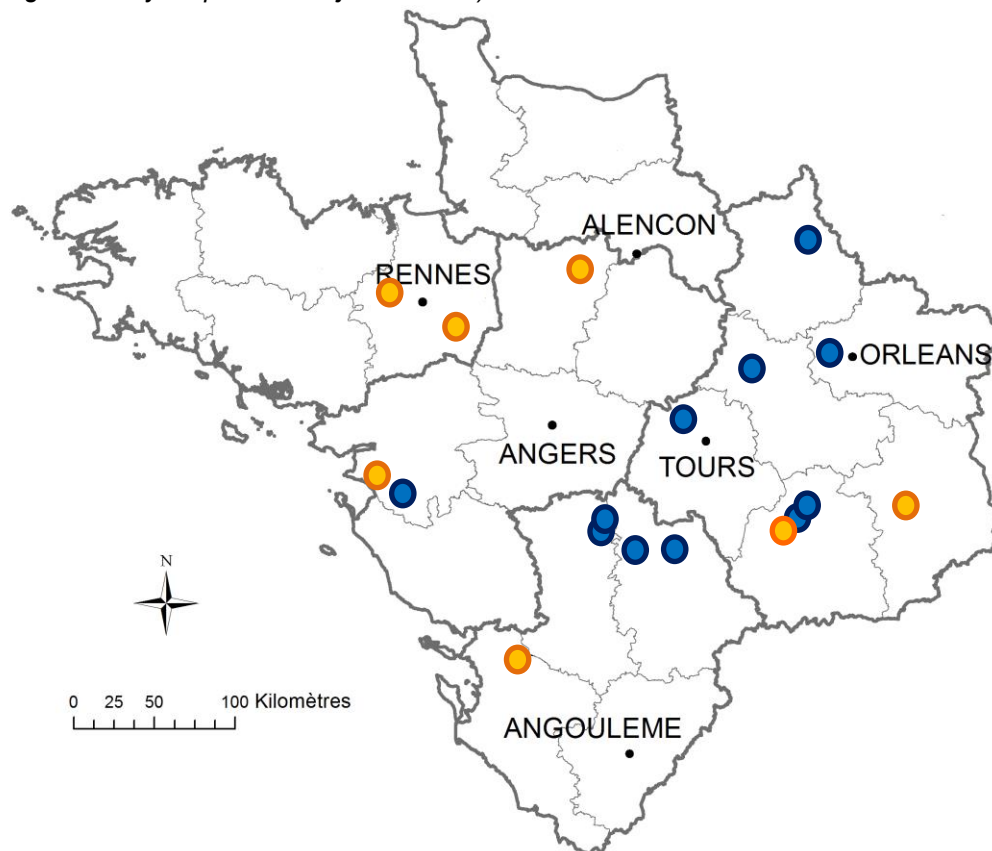 ALENCON
RENNES
ORLEANS
ANGERS
TOURS
N
0 25 50 100 Kilomètres
ANGOULEME